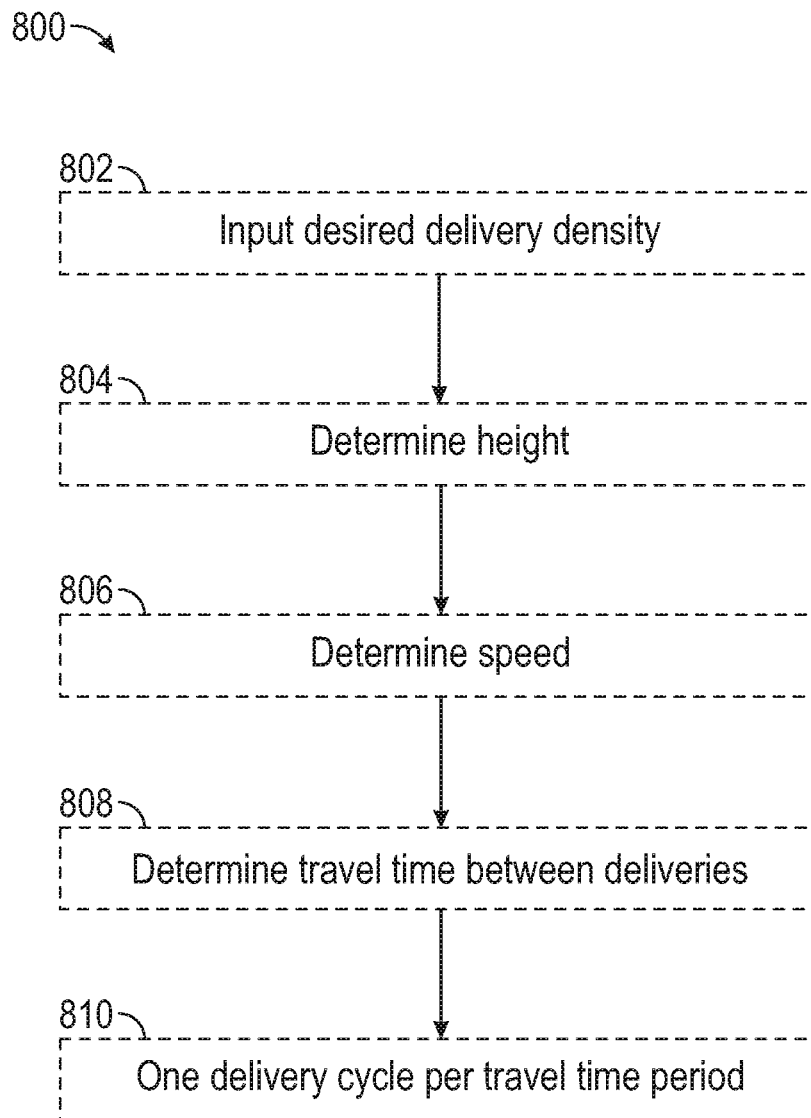 800
802
Input desired delivery density
804
Determine height
806
Determine speed
808
Determine travel time between deliveries
810
One delivery cycle per travel time period